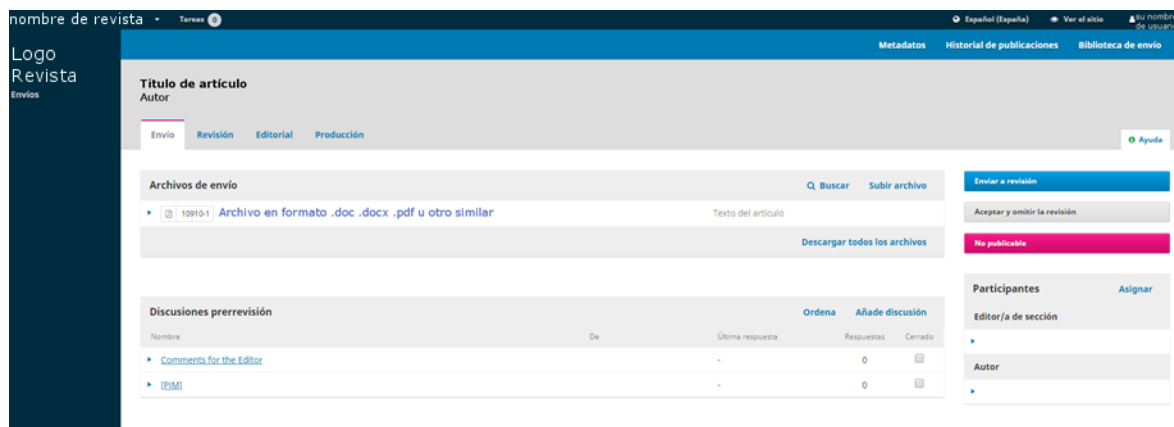 nombre de revista Tareas 0 Español (España) Ver el sitio su nombre de usuario
Metadatos Historial de publicaciones Biblioteca de envío
Logo
Revista
Envíos
Titulo de artículo
Autor
Envío Revisión Editorial Producción
Ayuda
Archivos de envío Buscar Subir archivo
10910-1 Archivo en formato .doc .docx .pdf u otro similar Texto del artículo
Descargar todos los archivos
Enviar a revisión
Aceptar y omitir la revisión
No publicable
Discusiones prerrevisión Ordena Añade discusión
Nombre De Última respuesta Respuestas Cerrado
Comments for the Editor - 0
[PJM] - 0
Participantes Asignar
Editor/a de sección
Autor